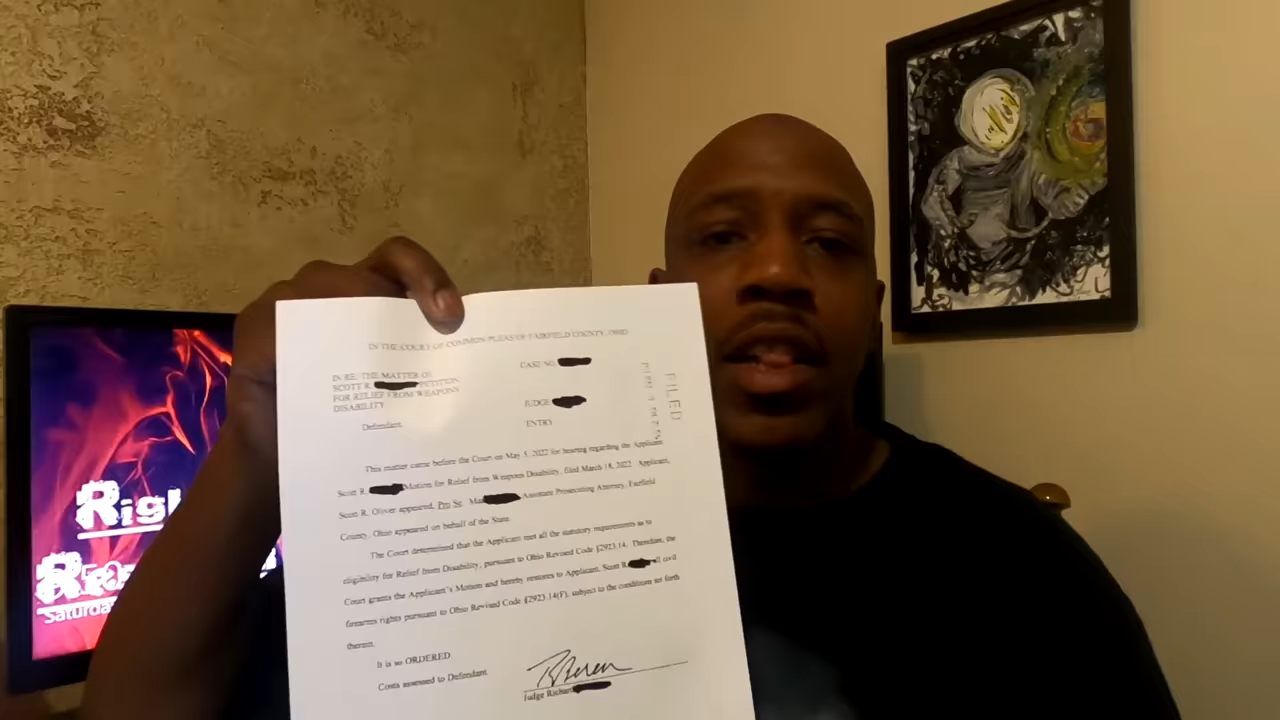 IN THE COURT OF COMMON PLEAS OF FAIRFIELD COUNTY, OHIO
IN RE: THE MATTER OF
SCOTT R. PETITION
FOR RELIEF FROM WEAPONS
DISABILITY
Defendant.
CASE NO.
JUDGE
ENTRY
FILED
This matter came before the Court on May 5, 2022 for hearing regarding the Applicant
Scott R. Motion for Relief from Weapons Disability, filed March 18, 2022. Applicant,
Scott R. Oliver appeared, Pro Se. Assistant Prosecuting Attorney, Fairfield
County, Ohio appeared on behalf of the State.
The Court determined that the Applicant met all the statutory requirements as to
eligibility for Relief from Disability, pursuant to Ohio Revised Code §2923.14. Therefore, the
Court grants the Applicant's Motion and hereby restores to Applicant, Scott R. civil
firearms rights pursuant to Ohio Revised Code §2923.14(F), subject to the conditions set forth
therein.
It is so ORDERED.
Costs assessed to Defendant.
Judge Richard
Righ
Saturda